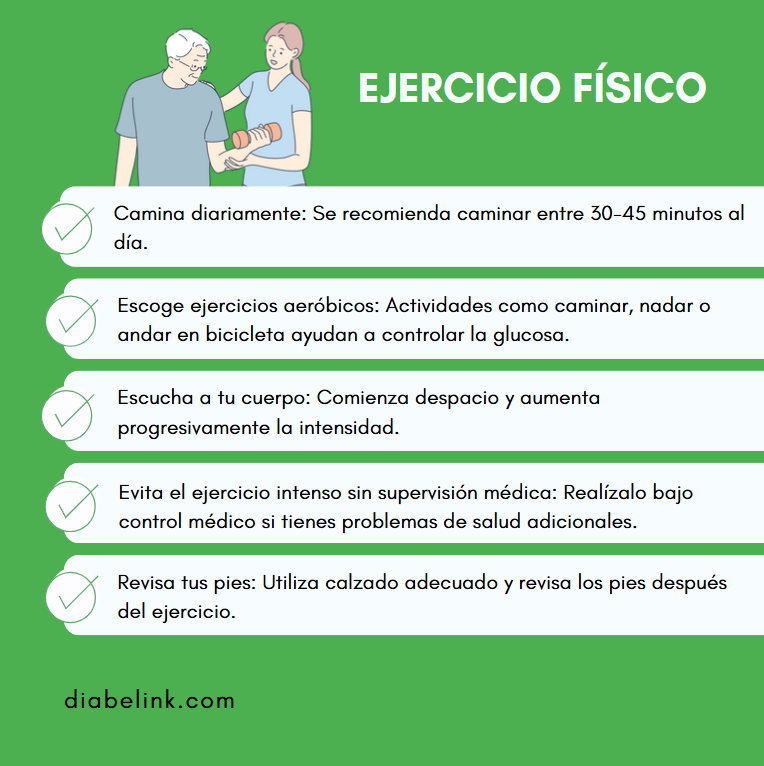 EJERCICIO FÍSICO
Camina diariamente: Se recomienda caminar entre 30-45 minutos al
día.
Escoge ejercicios aeróbicos: Actividades como caminar, nadar o
andar en bicicleta ayudan a controlar la glucosa.
Escucha a tu cuerpo: Comienza despacio y aumenta
progresivamente la intensidad.
Evita el ejercicio intenso sin supervisión médica: Realízalo bajo
control médico si tienes problemas de salud adicionales.
Revisa tus pies: Utiliza calzado adecuado y revisa los pies después
del ejercicio.
diabelink.com